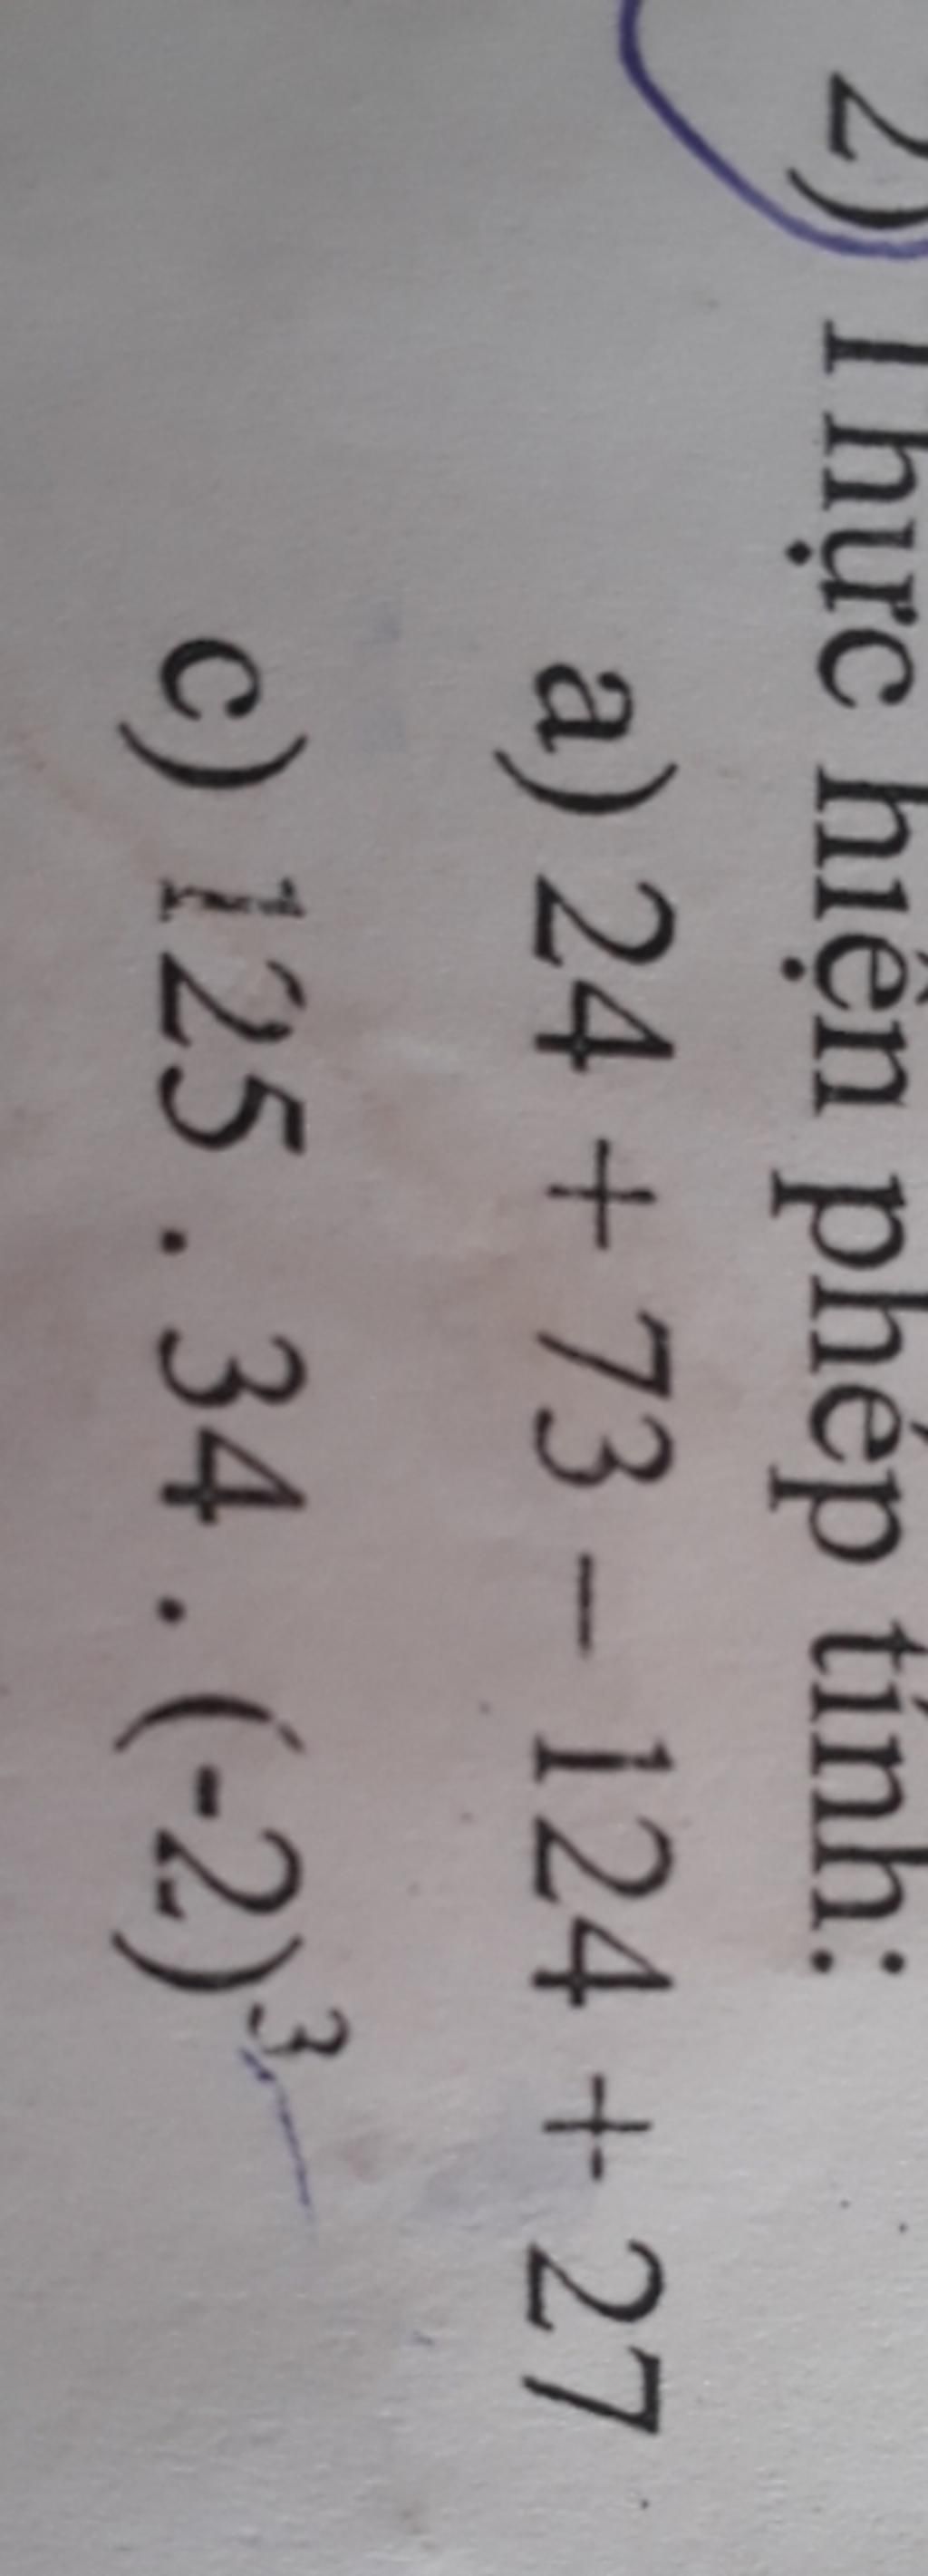 2) Thực hiện phép tính:
a) 24 + 73 – 124 + 27
c) 125 . 34 . (-2)³